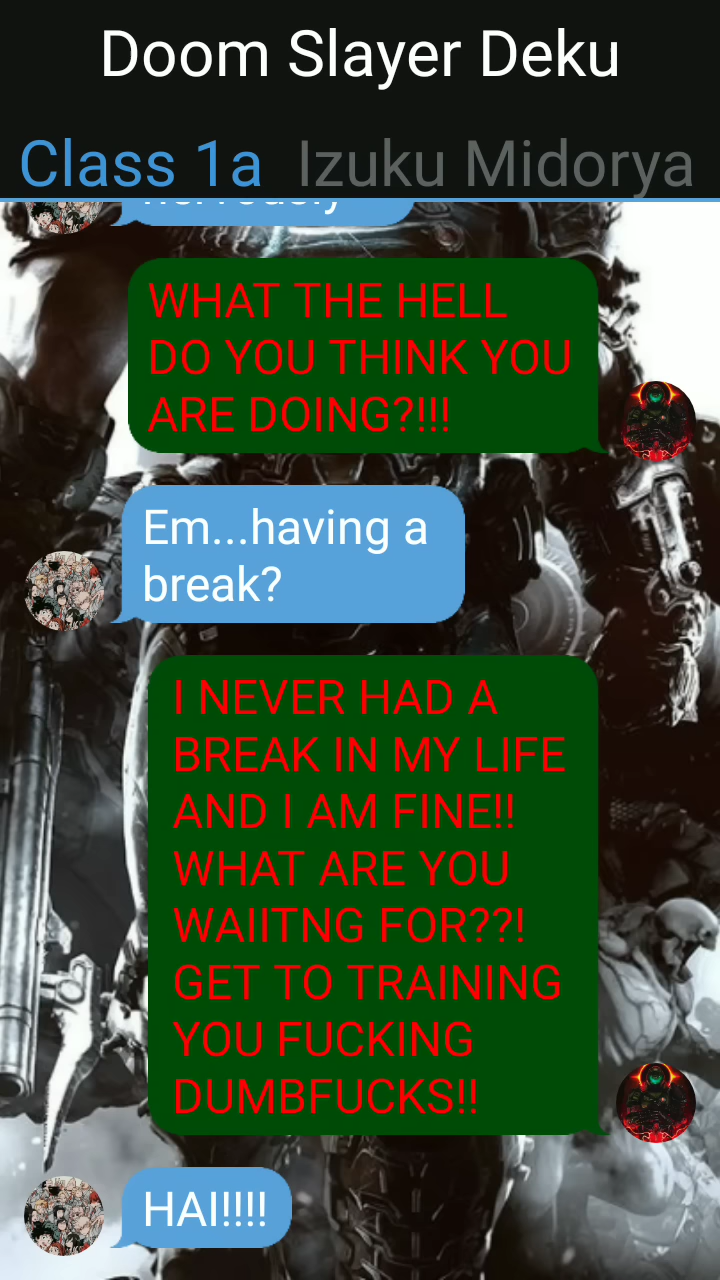 Doom Slayer Deku
Class 1a Izuku Midorya
WHAT THE HELL
DO YOU THINK YOU
ARE DOING?!!!
Em...having a
break?
I NEVER HAD A
BREAK IN MY LIFE
AND I AM FINE!!
WHAT ARE YOU
WAIITNG FOR??!
GET TO TRAINING
YOU FUCKING
DUMBFUCKS!!
HAI!!!!